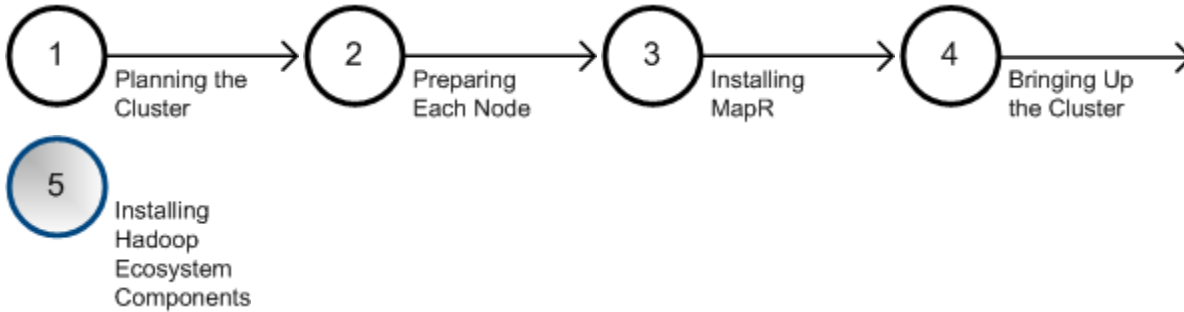 1
Planning the
Cluster
2
Preparing
Each Node
3
Installing
MapR
4
Bringing Up
the Cluster
5
Installing
Hadoop
Ecosystem
Components